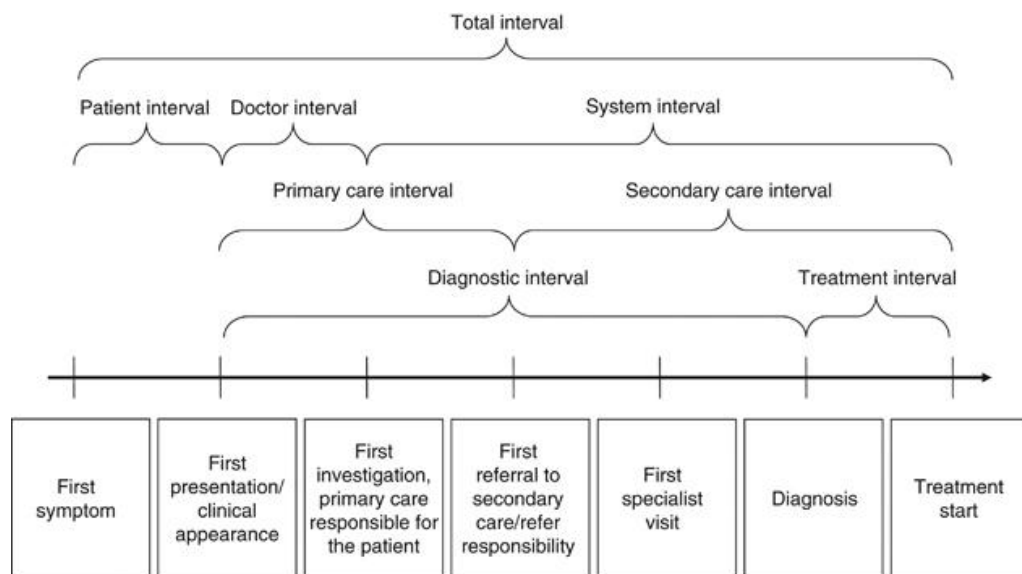 Total interval
Patient interval
Doctor interval
System interval
Primary care interval
Secondary care interval
Diagnostic interval
Treatment interval
First
symptom
First
presentation/
clinical
appearance
First
investigation,
primary care
responsible for
the patient
First
referral to
secondary
care/refer
responsibility
First
specialist
visit
Diagnosis
Treatment
start